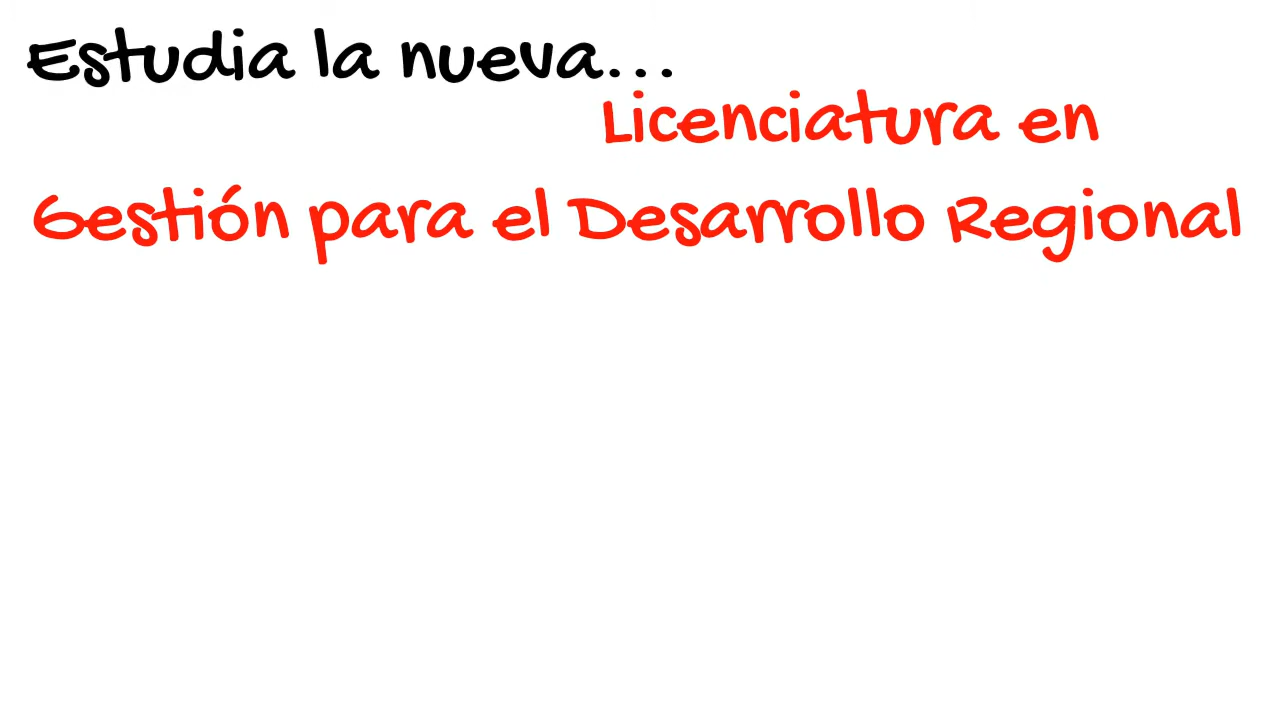 Estudia la nueva...
Licenciatura en
Gestión para el Desarrollo Regional